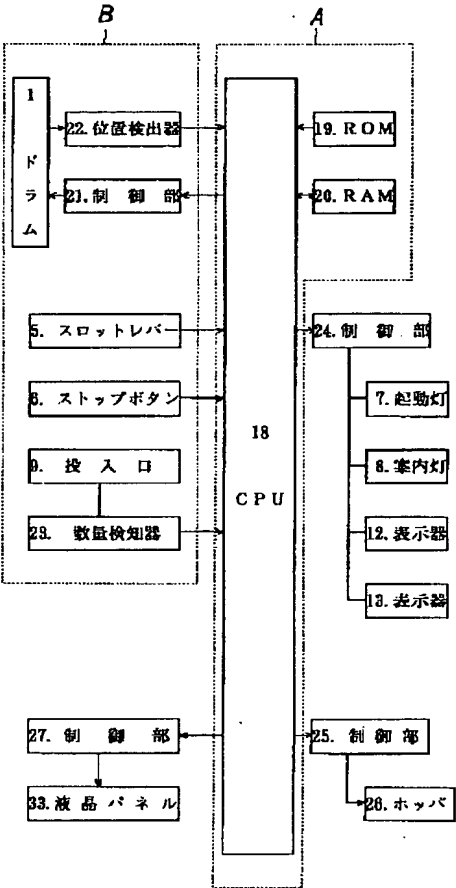 B
A
1
ドラム
22.位置検出器
21.制御部
19.ROM
20.RAM
5.スロットレバー
6.ストップボタン
9.投入口
23.数量検知器
18
CPU
24.制御部
7.起動灯
8.案内灯
12.表示器
13.表示器
27.制御部
33.液晶パネル
25.制御部
26.ホッパ